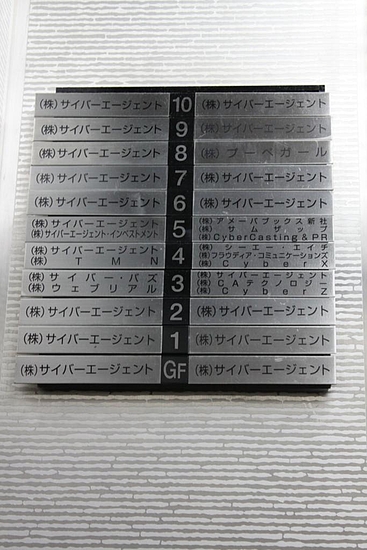 (株)サイバーエージェント 10 (株)サイバーエージェント
(株)サイバーエージェント 9 (株)サイバーエージェント
(株)サイバーエージェント 8 (株)プーペガール
(株)サイバーエージェント 7 (株)サイバーエージェント
(株)サイバーエージェント 6 (株)サイバーエージェント
(株)サイバーエージェント
(株)サイバーエージェント・インベストメント
5
(株)アメーバブックス新社
(株)サムザップ
(株)CyberCasting&PR
(株)サイバーエージェント
(株)TMN
4
(株)シーエー・エイチ
(株)フラウディア・コミュニケーションズ
(株)CyberX
(株)サイバー・バズ
(株)ウェブリアル
3
(株)サイバーエージェント
(株)CAテクノロジー
(株)CyberZ
(株)サイバーエージェント 2 (株)サイバーエージェント
(株)サイバーエージェント 1 (株)サイバーエージェント
(株)サイバーエージェント GF (株)サイバーエージェント